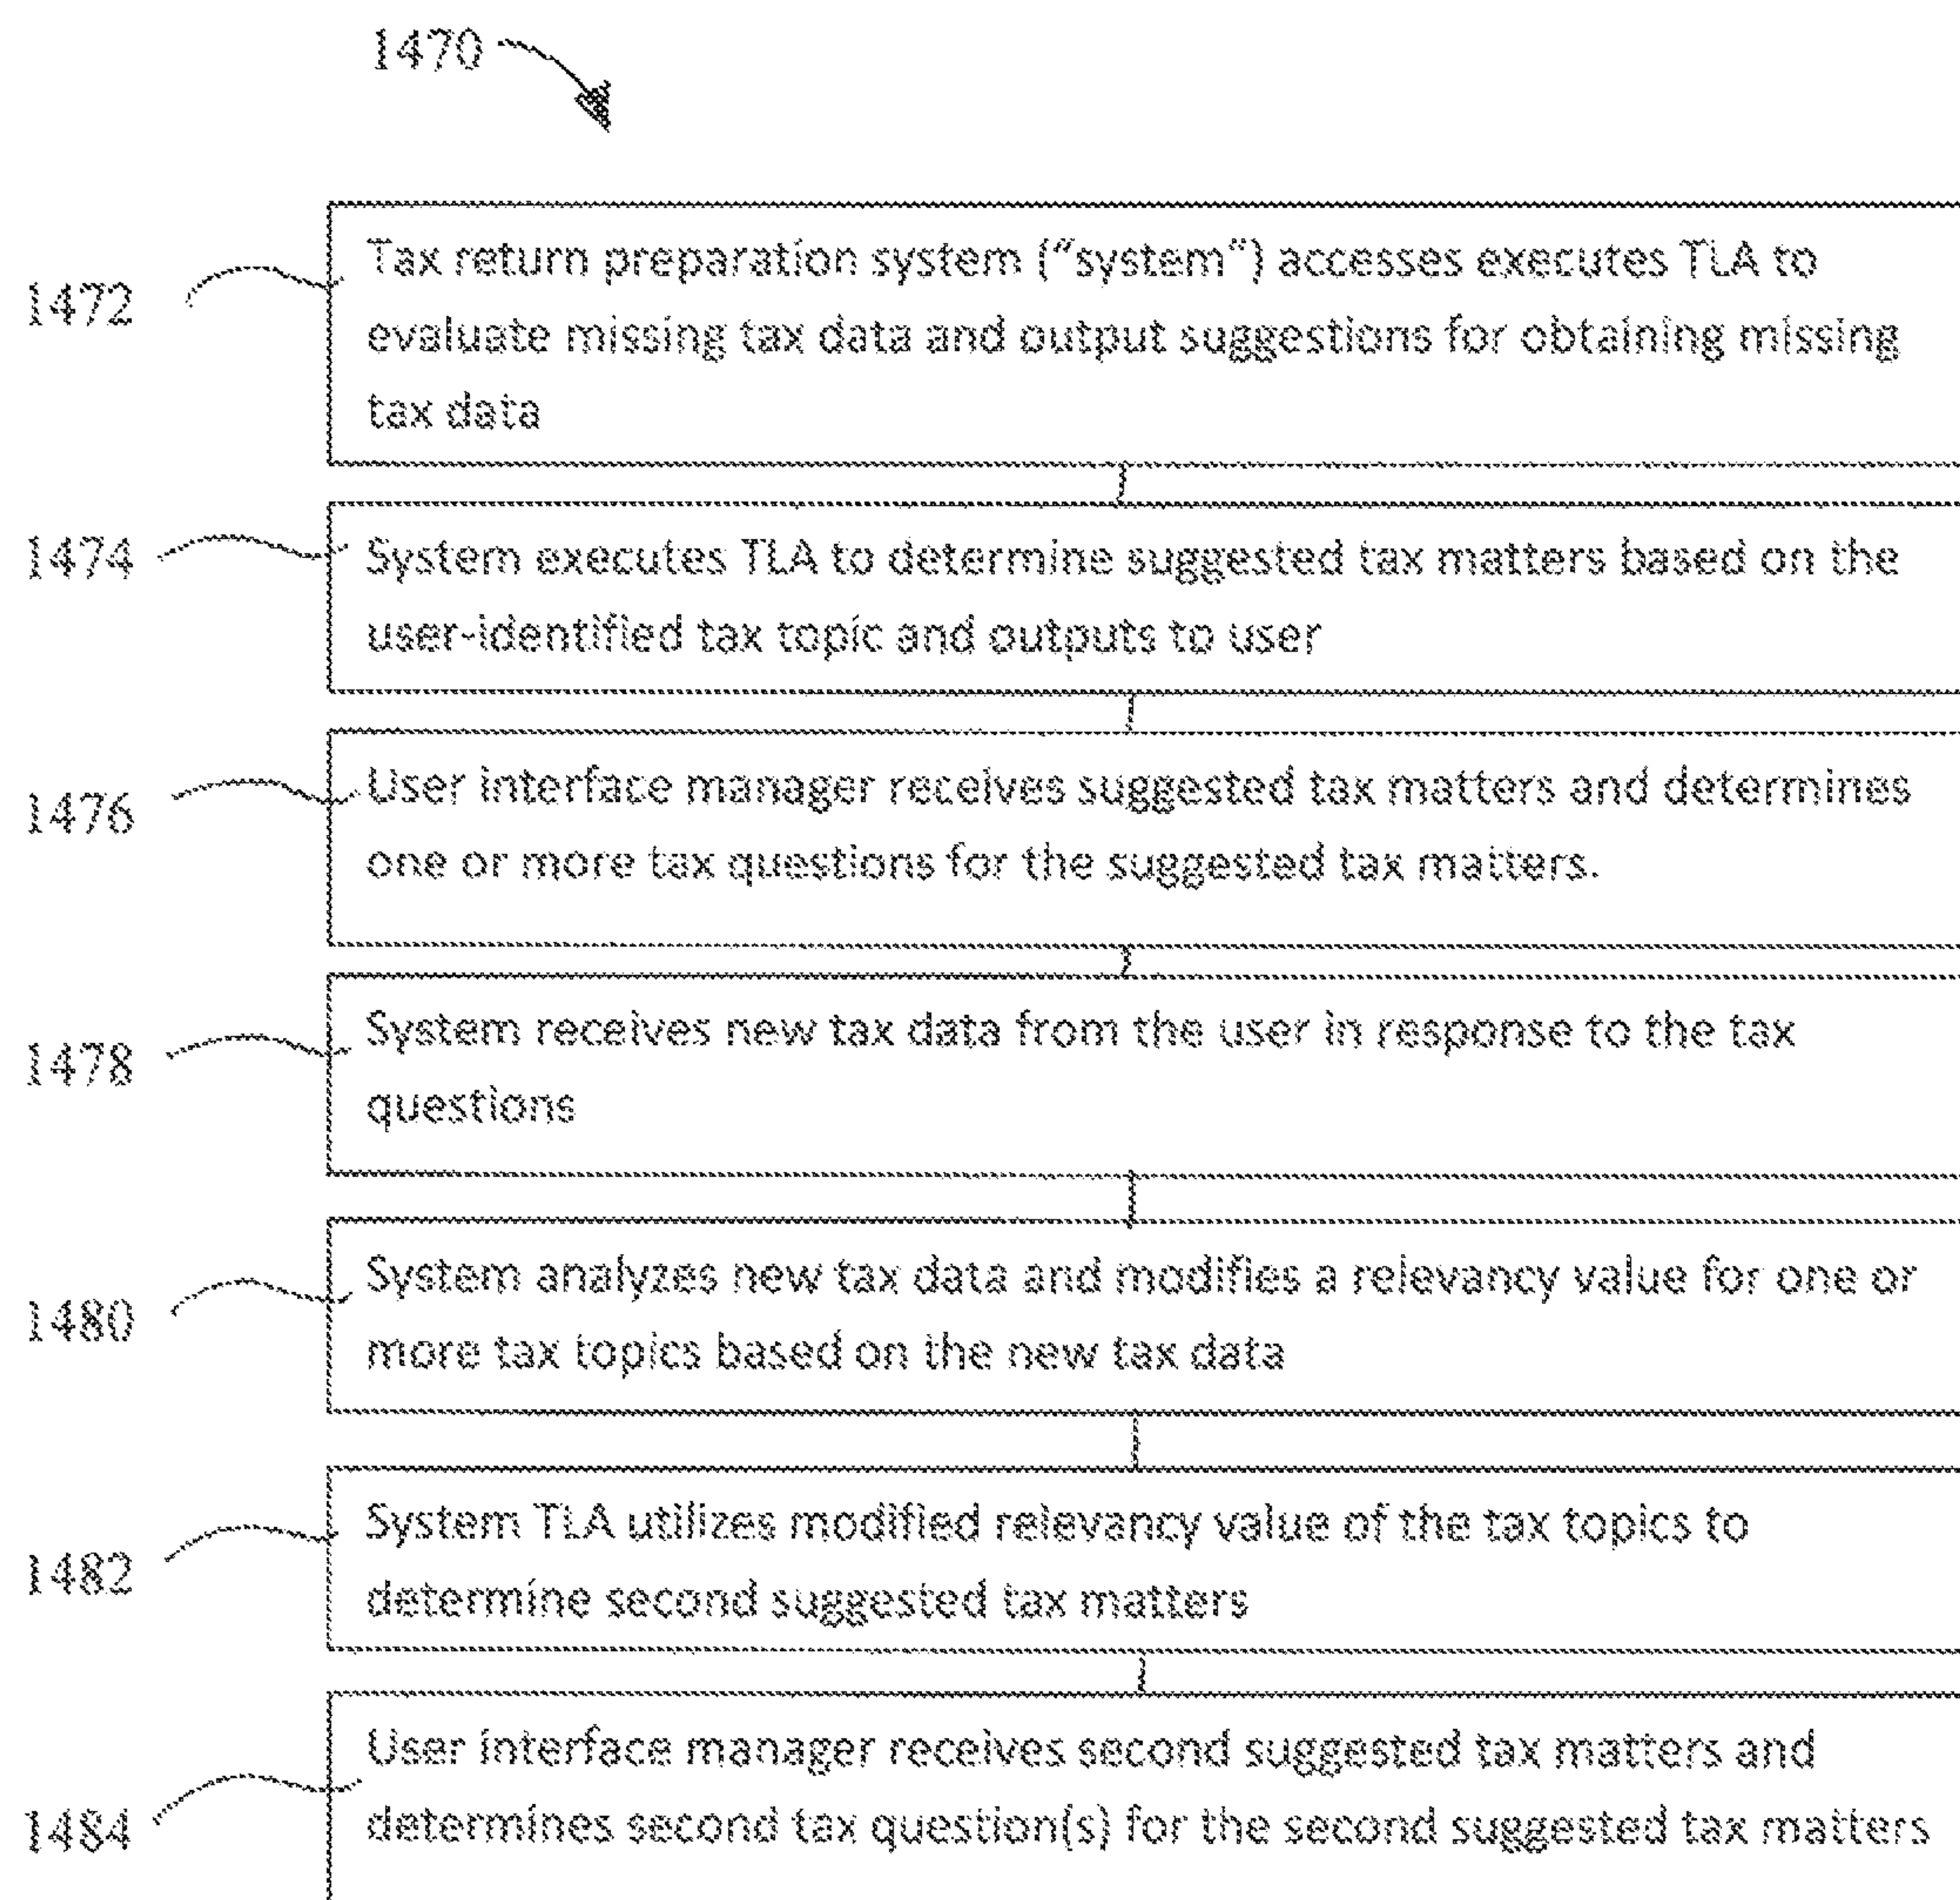 1470
1472
Tax return preparation system ("system") accesses executes TLA to
evaluate missing tax data and output suggestions for obtaining missing
tax data
1474
System executes TLA to determine suggested tax matters based on the
user-identified tax topic and outputs to user
1476
User interface manager receives suggested tax matters and determines
one or more tax questions for the suggested tax matters.
1478
System receives new tax data from the user in response to the tax
questions
1480
System analyzes new tax data and modifies a relevancy value for one or
more tax topics based on the new tax data
1482
System TLA utilizes modified relevancy value of the tax topics to
determine second suggested tax matters
1484
User interface manager receives second suggested tax matters and
determines second tax question(s) for the second suggested tax matters